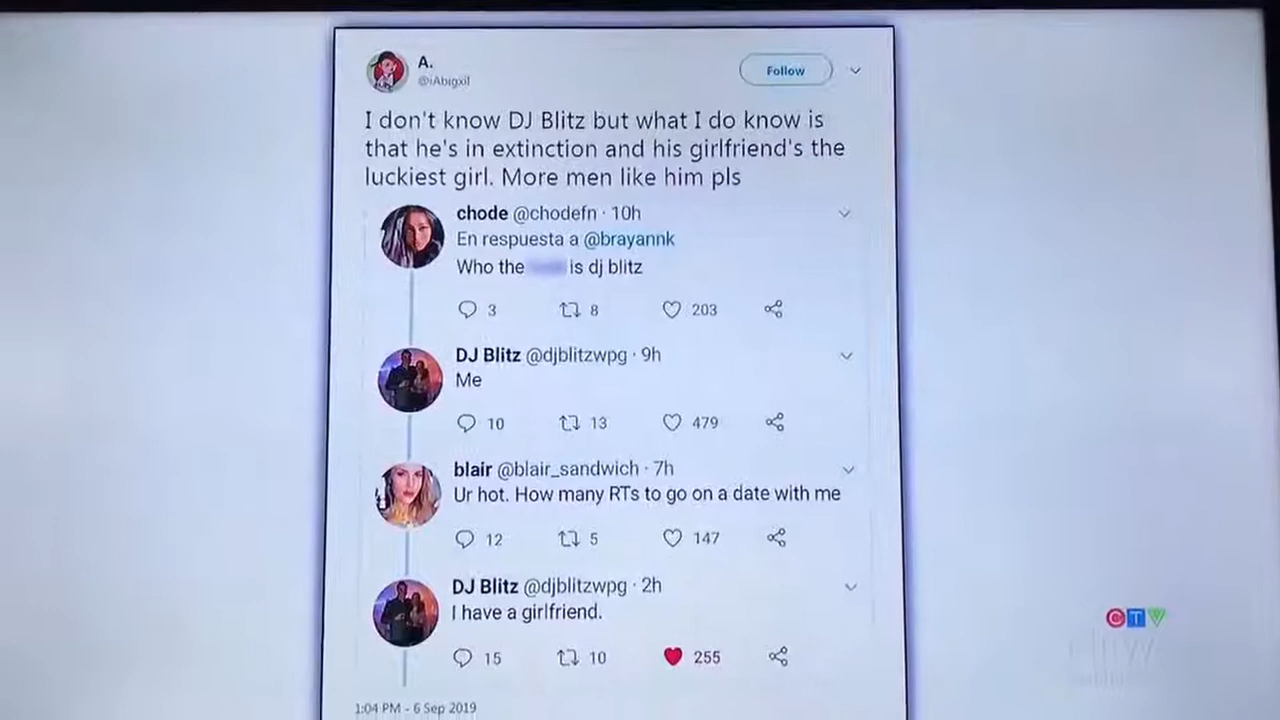 A.
@iAbigxil
Follow
I don't know DJ Blitz but what I do know is
that he's in extinction and his girlfriend's the
luckiest girl. More men like him pls
chode @chodefn · 10h
En respuesta a @brayannk
Who the is dj blitz
3 8 203
DJ Blitz @djblitzwpg · 9h
Me
10 13 479
blair @blair_sandwich · 7h
Ur hot. How many RTs to go on a date with me
12 5 147
DJ Blitz @djblitzwpg · 2h
I have a girlfriend.
15 10 255
1:04 PM - 6 Sep 2019
CTV